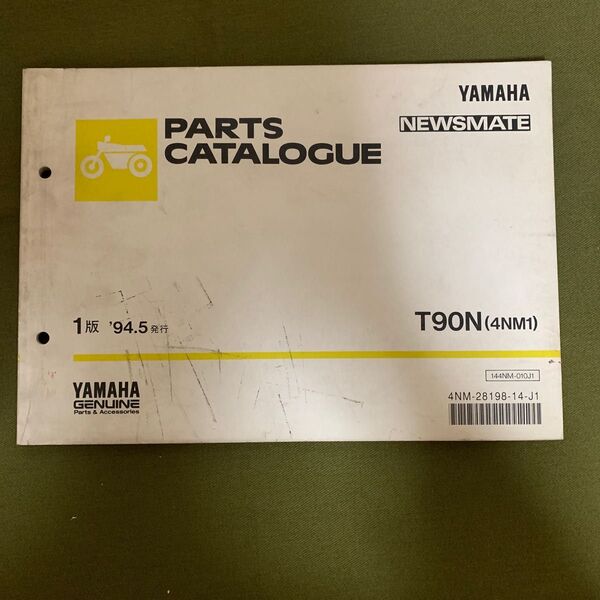 YAMAHA
NEWSMATE
PARTS
CATALOGUE
1版 '94.5発行
T90N(4NM1)
144NM-010J1
4NM-28198-14-J1
YAMAHA
GENUINE
Parts & Accessories